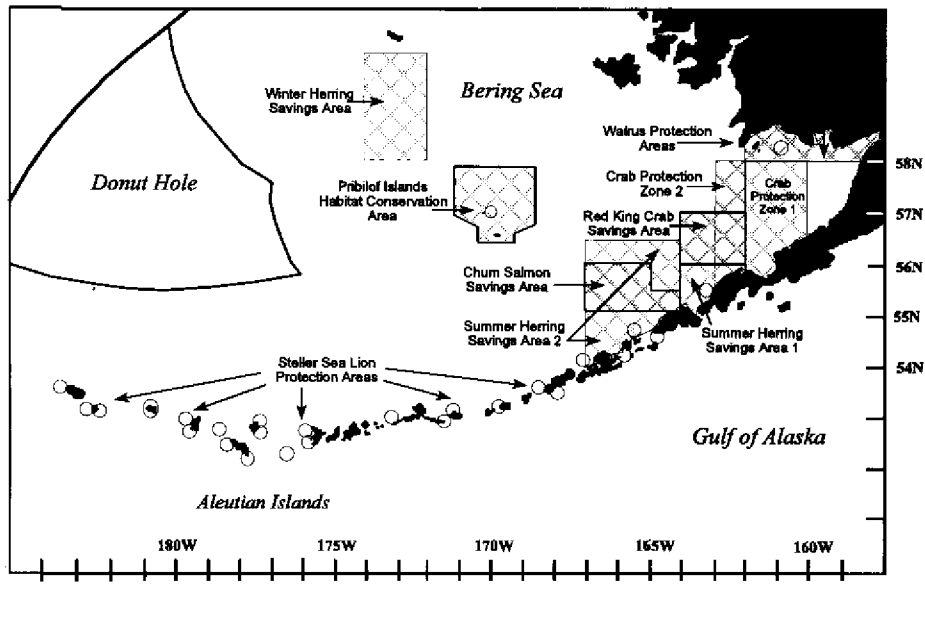 Bering Sea
Winter Herring
Savings Area
Walrus Protection
Areas
58N
Donut Hole
Pribilof Islands
Habitat Conservation
Area
Crab Protection
Zone 2
Crab
Protection
Zone 1
57N
Red King Crab
Savings Area
Chum Salmon
Savings Area
56N
55N
Summer Herring
Savings Area 2
Summer Herring
Savings Area 1
54N
Steller Sea Lion
Protection Areas
Gulf of Alaska
Aleutian Islands
180W
175W
170W
165W
160W